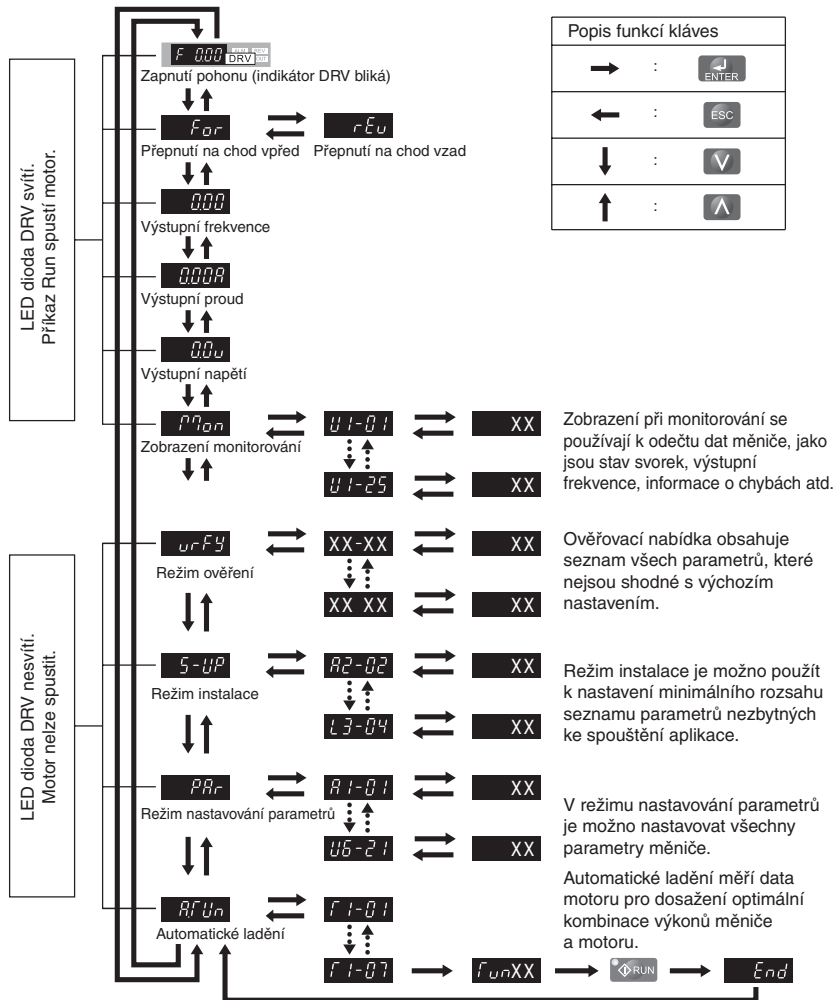 Popis funkcí kláves
: ENTER
: ESC
: V
: Λ
F 0.00 DRV
Zapnutí pohonu (indikátor DRV bliká)
For rEv
Přepnutí na chod vpřed Přepnutí na chod vzad
0.00
Výstupní frekvence
0.00A
Výstupní proud
0.0v
Výstupní napětí
LED dioda DRV svítí.
Příkaz Run spustí motor.
Mon U1-01 XX
Zobrazení monitorování
U1-25 XX
Zobrazení při monitorování se
používají k odečtu dat měniče, jako
jsou stav svorek, výstupní
frekvence, informace o chybách atd.
LED dioda DRV nesvítí.
Motor nelze spustit.
vrFY XX-XX XX
Režim ověření
XX XX XX
Ověřovací nabídka obsahuje
seznam všech parametrů, které
nejsou shodné s výchozím
nastavením.
S-UP A2-02 XX
Režim instalace
L3-04 XX
Režim instalace je možno použít
k nastavení minimálního rozsahu
seznamu parametrů nezbytných
ke spouštění aplikace.
PAr A1-01 XX
Režim nastavování parametrů
U6-21 XX
V režimu nastavování parametrů
je možno nastavovat všechny
parametry měniče.
A.TUn T1-01
Automatické ladění
T1-07 TunXX RUN End
Automatické ladění měří data
motoru pro dosažení optimální
kombinace výkonů měniče
a motoru.